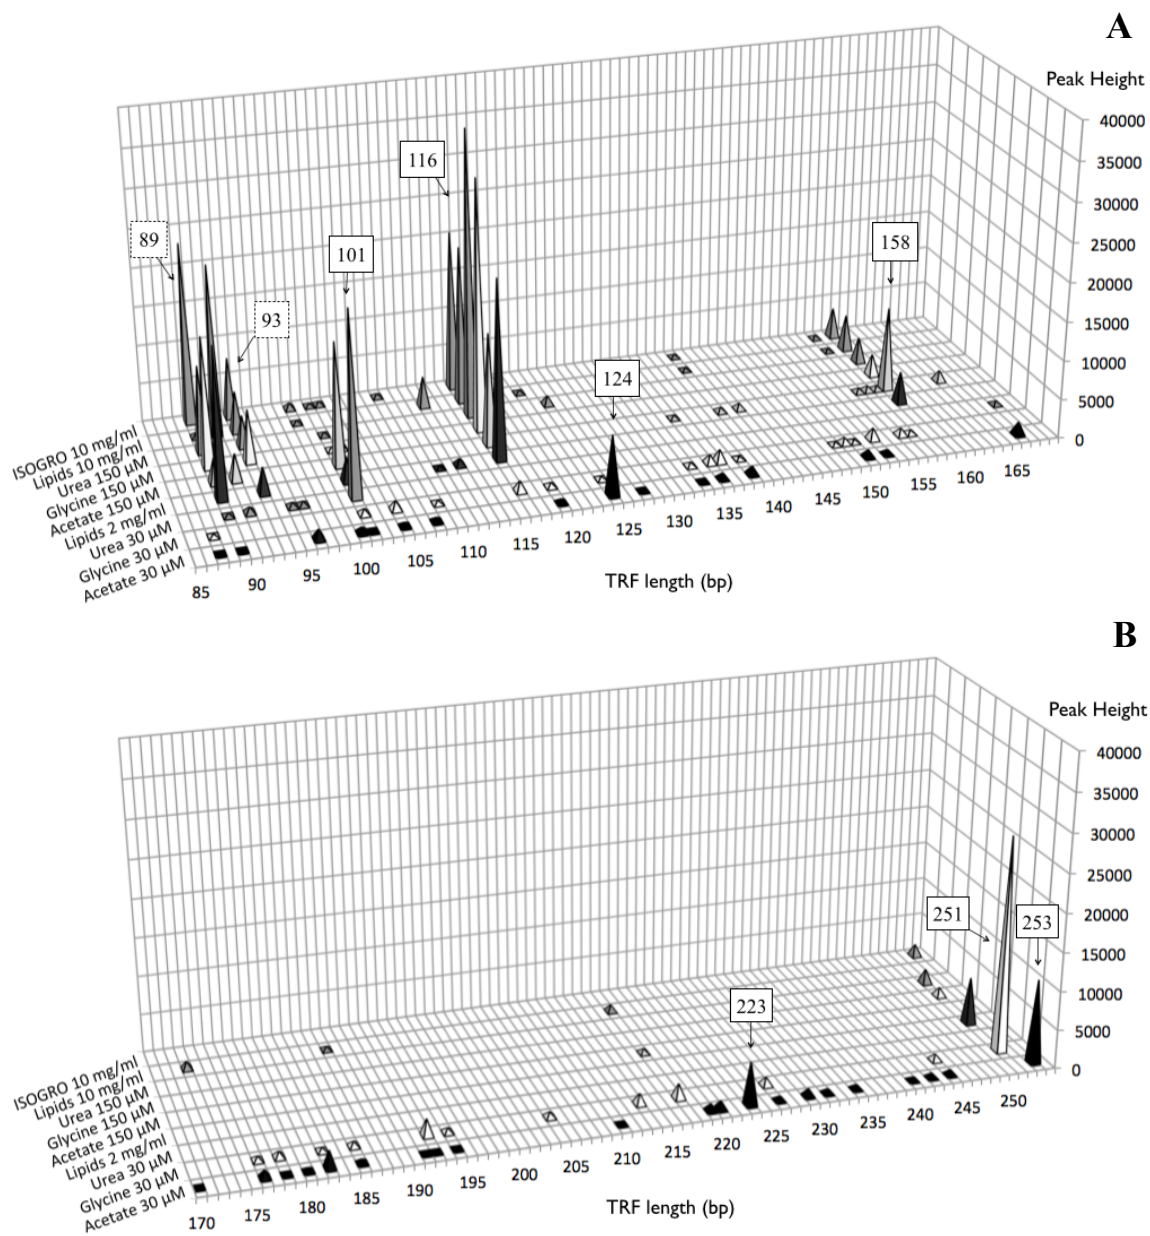 A
Peak Height
40000
35000
30000
25000
20000
15000
10000
5000
0
116
89
101
158
93
124
ISOGRO 10 mg/ml
Lipids 10 mg/ml
Urea 150 µM
Glycine 150 µM
Acetate 150 µM
Lipids 2 mg/ml
Urea 30 µM
Glycine 30 µM
Acetate 30 µM
85 90 95 100 105 110 115 120 125 130 135 140 145 150 155 160 165
TRF length (bp)
B
Peak Height
40000
35000
30000
25000
20000
15000
10000
5000
0
251
253
223
ISOGRO 10 mg/ml
Lipids 10 mg/ml
Urea 150 µM
Glycine 150 µM
Acetate 150 µM
Lipids 2 mg/ml
Urea 30 µM
Glycine 30 µM
Acetate 30 µM
170 175 180 185 190 195 200 205 210 215 220 225 230 235 240 245 250
TRF length (bp)